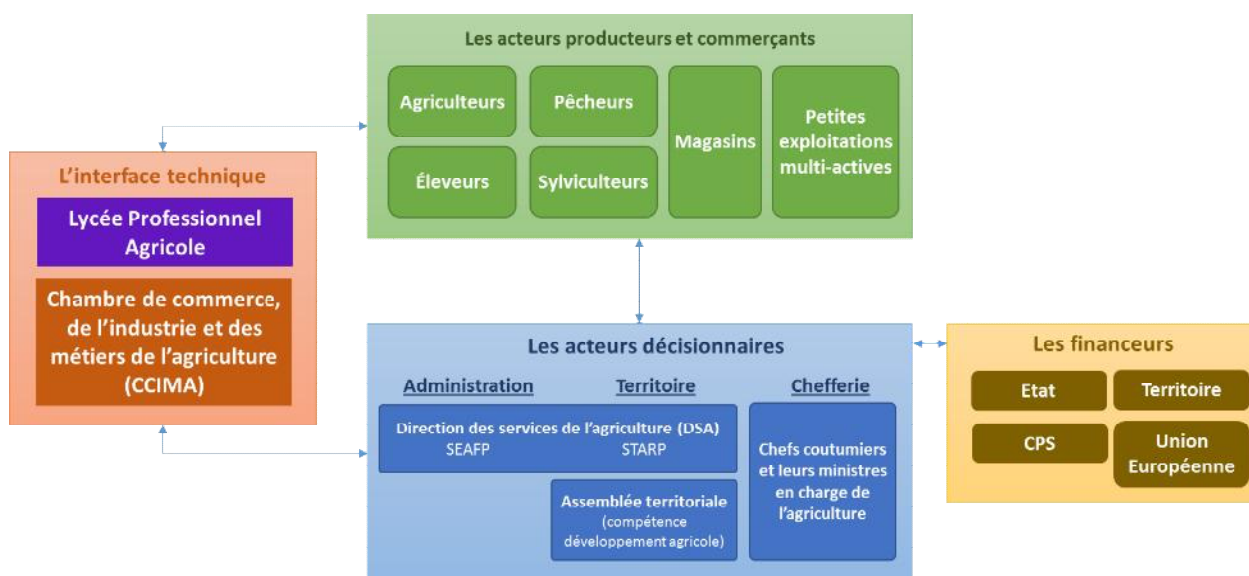 Les acteurs producteurs et commerçants
Agriculteurs
Pêcheurs
Magasins
Petites
exploitations
multi-actives
Éleveurs
Sylviculteurs
L'interface technique
Lycée Professionnel
Agricole
Chambre de commerce,
de l'industrie et des
métiers de l'agriculture
(CCIMA)
Les acteurs décisionnaires
Administration
Territoire
Chefferie
Direction des services de l'agriculture (DSA)
SEAFP
STARP
Assemblée territoriale
(compétence
développement agricole)
Chefs coutumiers
et leurs ministres
en charge de
l'agriculture
Les financeurs
Etat
Territoire
CPS
Union
Européenne